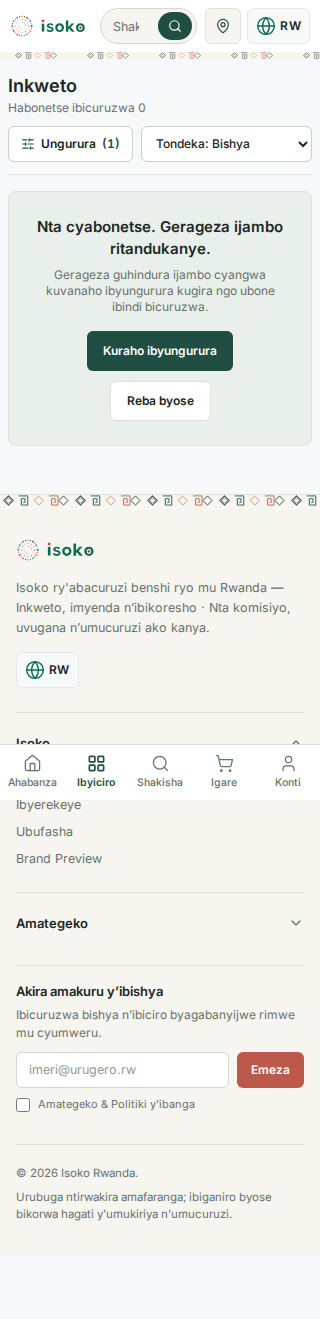 isoko
RW
Inkweto
Habonetse ibicuruzwa 0
Ungurura (1)
Tondeka: Bishya
Nta cyabonetse. Gerageza ijambo
ritandukanye.
Gerageza guhindura ijambo cyangwa
kuvanaho ibyungurura kugira ngo ubone
ibindi bicuruzwa.
Kuraho ibyungurura
Reba byose
isoko
Isoko ry'abacuruzi benshi ryo mu Rwanda —
Inkweto, imyenda n'ibikoresho · Nta komisiyo,
uvugana n'umucuruzi ako kanya.
RW
Isoko
Ahabanza
Ibyiciro
Shakisha
Igare
Konti
Ibyerekeye
Ubufasha
Brand Preview
Amategeko
Akira amakuru y'ibishya
Ibicuruzwa bishya n'ibiciro byagabanyijwe rimwe
mu cyumweru.
imeri@urugero.rw
Emeza
Amategeko & Politiki y'ibanga
© 2026 Isoko Rwanda.
Urubuga ntirwakira amafaranga; ibiganiro byose
bikorwa hagati y'umukiriya n'umucuruzi.